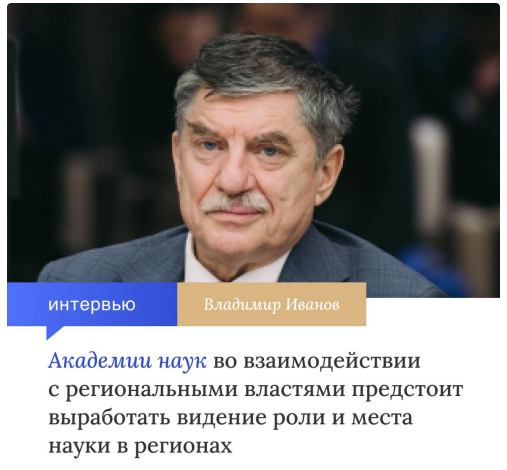 интервью
Владимир Иванов
Академии наук во взаимодействии
с региональными властями предстоит
выработать видение роли и места
науки в регионах